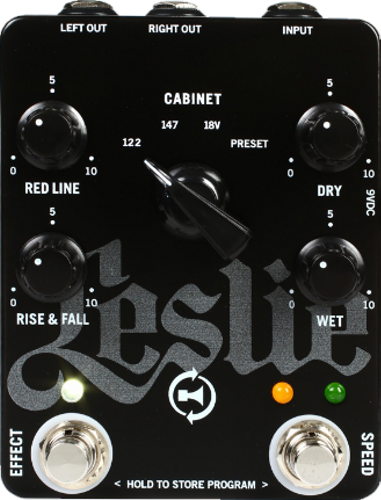 LEFT OUT RIGHT OUT INPUT
CABINET
5 147 18V 5
122 PRESET
0 10 0 10
RED LINE DRY
9VDC
5 5
0 10 0 10
RISE & FALL WET
Leslie
EFFECT SPEED
< HOLD TO STORE PROGRAM >